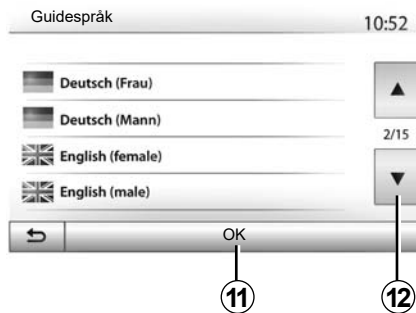 Guidespråk
10:52
Deutsch (Frau)
Deutsch (Mann)
2/15
English (female)
English (male)
OK
11
12